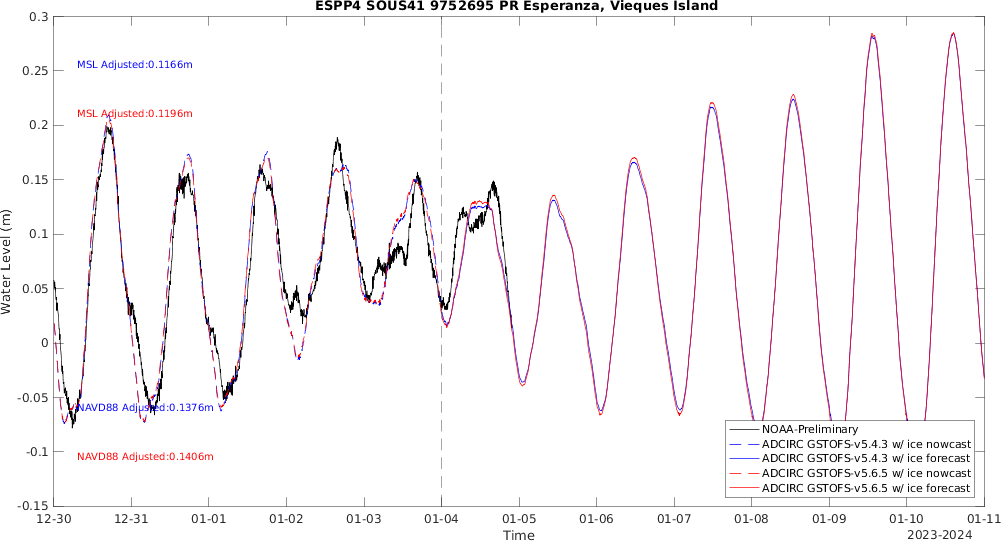 ESPP4 SOUS41 9752695 PR Esperanza, Vieques Island
0.3
0.25
0.2
0.15
0.1
0.05
0
-0.05
-0.1
-0.15
Water Level (m)
MSL Adjusted:0.1166m
MSL Adjusted:0.1196m
NAVD88 Adjusted:0.1376m
NAVD88 Adjusted:0.1406m
NOAA-Preliminary
ADCIRC GSTOFS-v5.4.3 w/ ice nowcast
ADCIRC GSTOFS-v5.4.3 w/ ice forecast
ADCIRC GSTOFS-v5.6.5 w/ ice nowcast
ADCIRC GSTOFS-v5.6.5 w/ ice forecast
12-30 12-31 01-01 01-02 01-03 01-04 01-05 01-06 01-07 01-08 01-09 01-10 01-11
Time
2023-2024